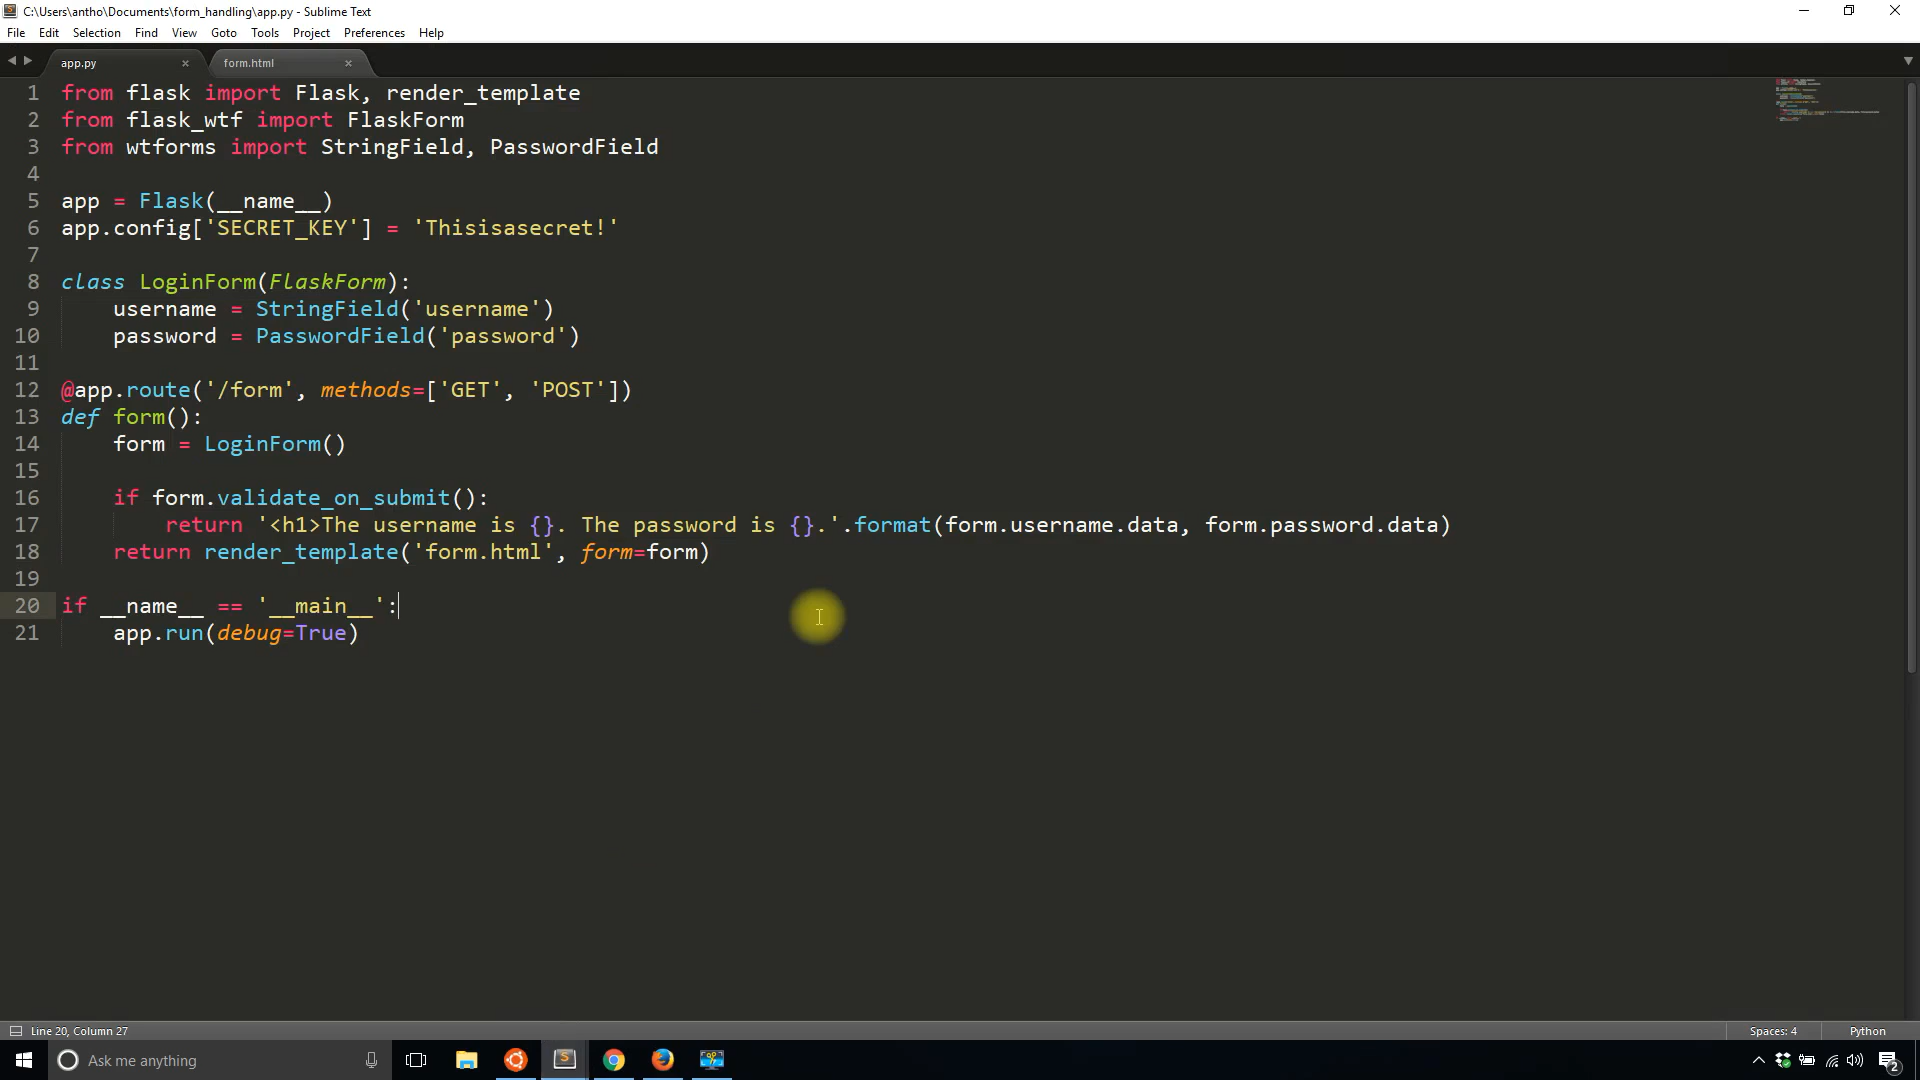 C:\Users\antho\Documents\form_handling\app.py - Sublime Text
File Edit Selection Find View Goto Tools Project Preferences Help
app.py form.html
1 from flask import Flask, render_template
2 from flask_wtf import FlaskForm
3 from wtforms import StringField, PasswordField
4
5 app = Flask(__name__)
6 app.config['SECRET_KEY'] = 'Thisisasecret!'
7
8 class LoginForm(FlaskForm):
9     username = StringField('username')
10     password = PasswordField('password')
11
12 @app.route('/form', methods=['GET', 'POST'])
13 def form():
14     form = LoginForm()
15
16     if form.validate_on_submit():
17         return '<h1>The username is {}. The password is {}.'.format(form.username.data, form.password.data)
18     return render_template('form.html', form=form)
19
20 if __name__ == '__main__':
21     app.run(debug=True)
Line 20, Column 27 Spaces: 4 Python
Ask me anything 2